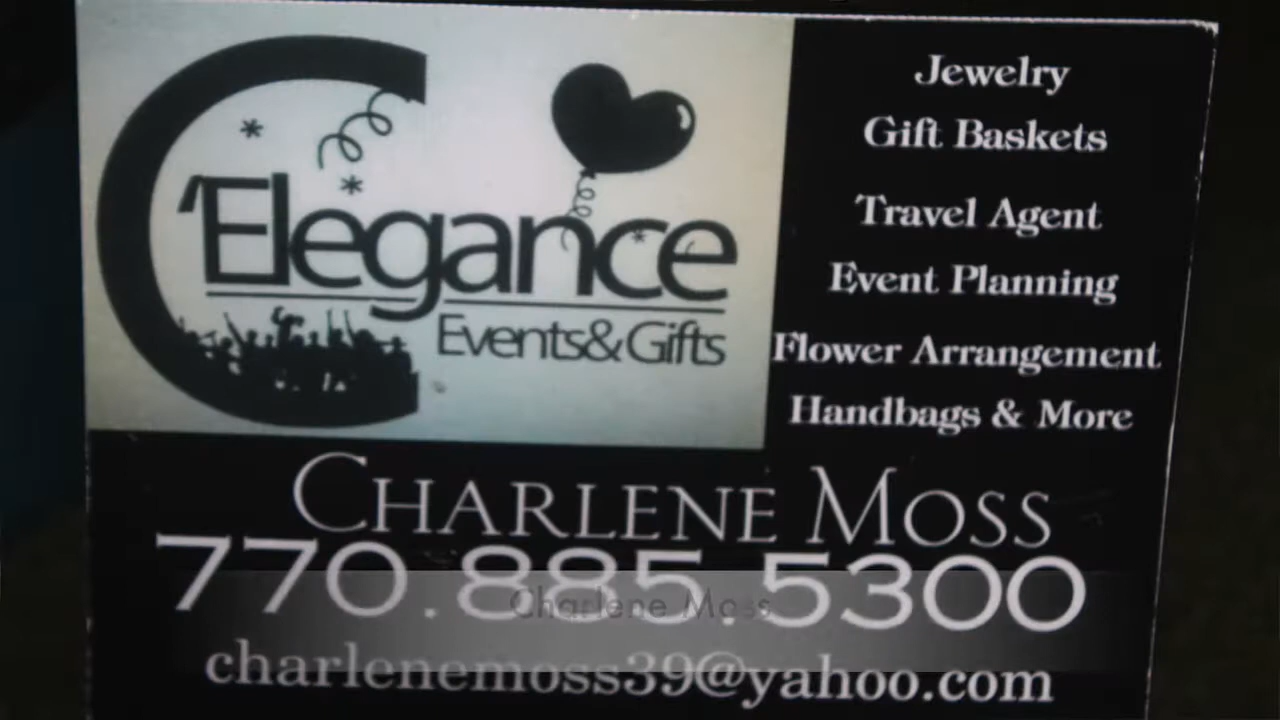 C'Elegance
Events&Gifts
Jewelry
Gift Baskets
Travel Agent
Event Planning
Flower Arrangement
Handbags & More
CHARLENE MOSS
770.885.5300
Charlene Moss
charlenemoss39@yahoo.com